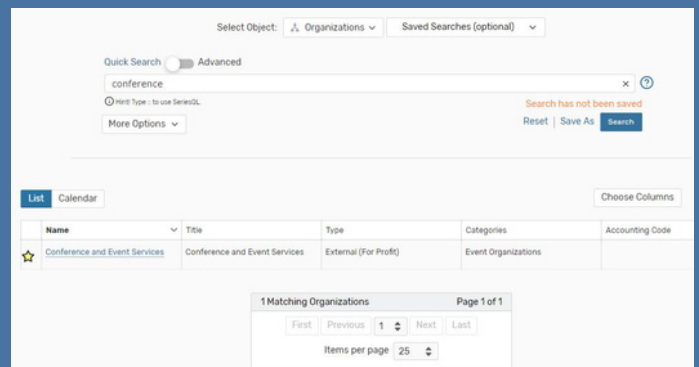 Select Object: Organizations Saved Searches (optional)
Quick Search Advanced
conference
Hint! Type :: to use SeriesQL.
Search has not been saved
More Options
Reset | Save As Search
List Calendar
Choose Columns
Name Title Type Categories Accounting Code
Conference and Event Services Conference and Event Services External (For Profit) Event Organizations
1 Matching Organizations Page 1 of 1
First Previous 1 Next Last
Items per page 25